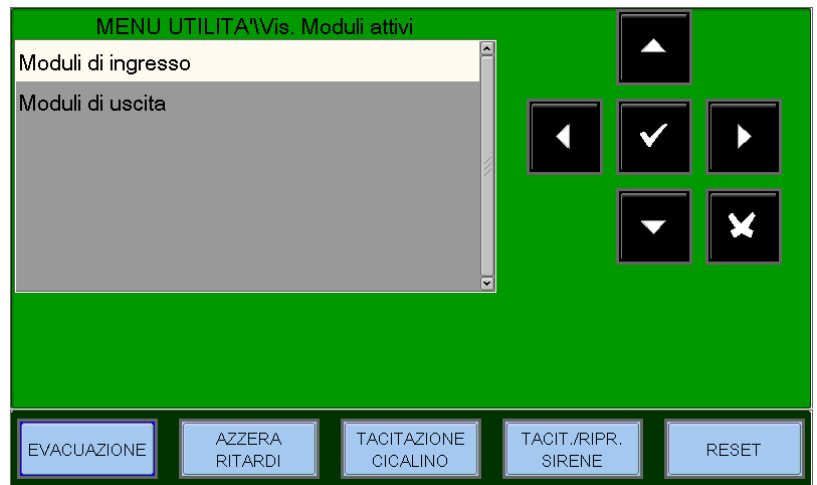 MENU UTILITA'\Vis. Moduli attivi
Moduli di ingresso
Moduli di uscita
EVACUAZIONE
AZZERA
RITARDI
TACITAZIONE
CICALINO
TACIT./RIPR.
SIRENE
RESET